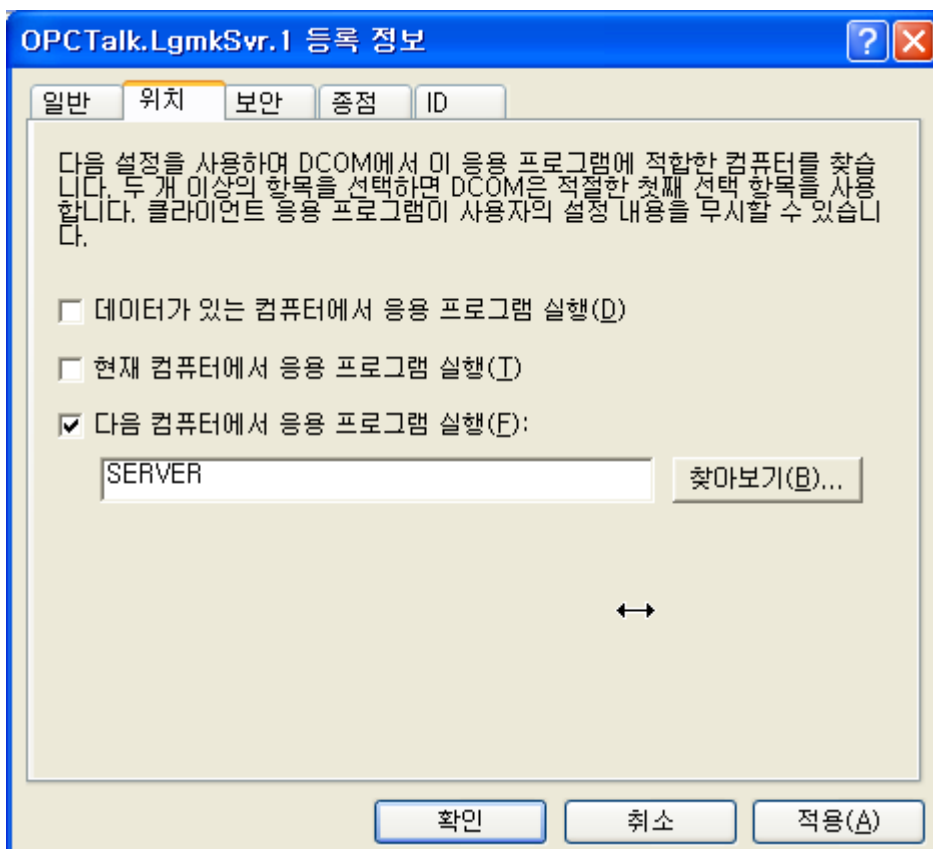 OPCTalk.LgmkSvr.1 등록 정보
일반 위치 보안 종점 ID
다음 설정을 사용하여 DCOM에서 이 응용 프로그램에 적합한 컴퓨터를 찾습
니다. 두 개 이상의 항목을 선택하면 DCOM은 적절한 첫째 선택 항목을 사용
합니다. 클라이언트 응용 프로그램이 사용자의 설정 내용을 무시할 수 있습니
다.
데이터가 있는 컴퓨터에서 응용 프로그램 실행(D)
현재 컴퓨터에서 응용 프로그램 실행(T)
다음 컴퓨터에서 응용 프로그램 실행(F):
SERVER 찾아보기(B)...
확인 취소 적용(A)